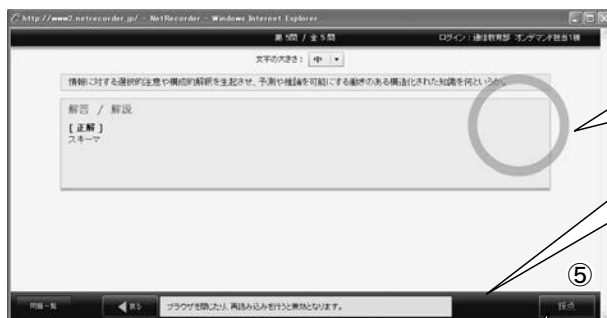 http://www2.netrecorder.jp/ - NetRecorder - Windows Internet Explorer
第5問 / 全5問
ログイン：通信教育部 オンデマンド担当1様
文字の大きさ： 中
情報に対する選択的注意や構成的解釈を生起させ、予測や推論を可能にする働きのある構造化された知識を何というか。
解答 / 解説
[ 正解 ]
スキーマ
⑤
問題一覧
戻る
ブラウザを閉じたり、再読み込みを行うと無効となります。
採点